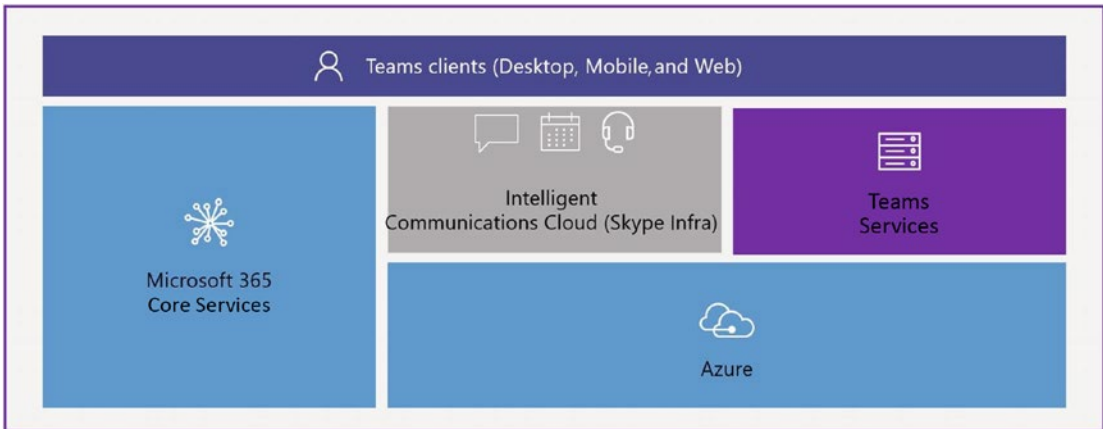 Teams clients (Desktop, Mobile,and Web)
Intelligent
Communications Cloud (Skype Infra)
Teams
Services
Microsoft 365
Core Services
Azure